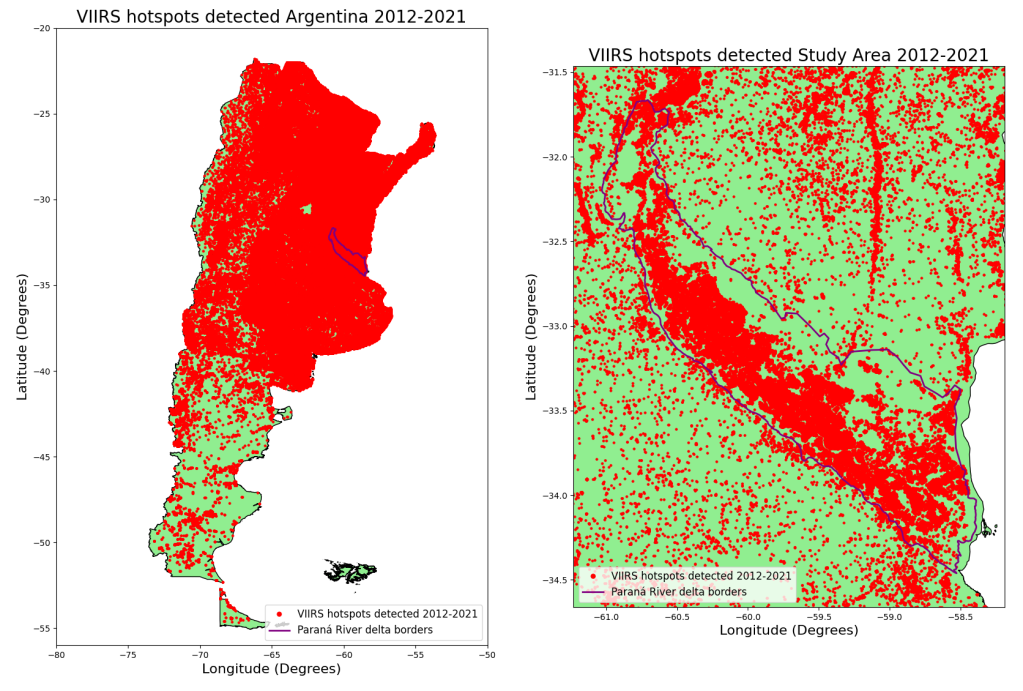 VIIRS hotspots detected Argentina 2012-2021
−20
−25
−30
−35
−40
−45
−50
−55
Latitude (Degrees)
−80
−75
−70
−65
−60
−55
−50
Longitude (Degrees)
VIIRS hotspots detected 2012-2021
Paraná River delta borders
VIIRS hotspots detected Study Area 2012-2021
−31.5
−32.0
−32.5
−33.0
−33.5
−34.0
−34.5
Latitude (Degrees)
−61.0
−60.5
−60.0
−59.5
−59.0
−58.5
Longitude (Degrees)
VIIRS hotspots detected 2012-2021
Paraná River delta borders